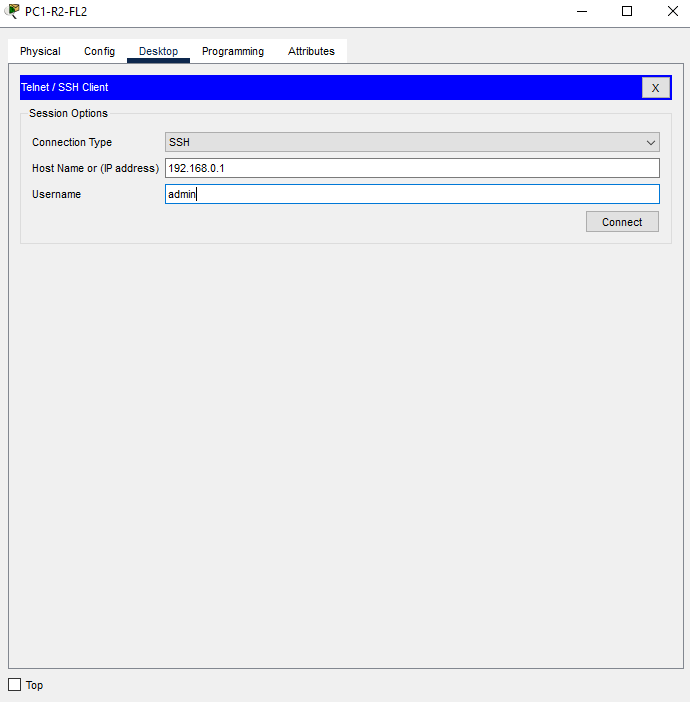 PC1-R2-FL2
Physical Config Desktop Programming Attributes
Telnet / SSH Client X
Session Options
Connection Type SSH
Host Name or (IP address) 192.168.0.1
Username admin
Connect
Top